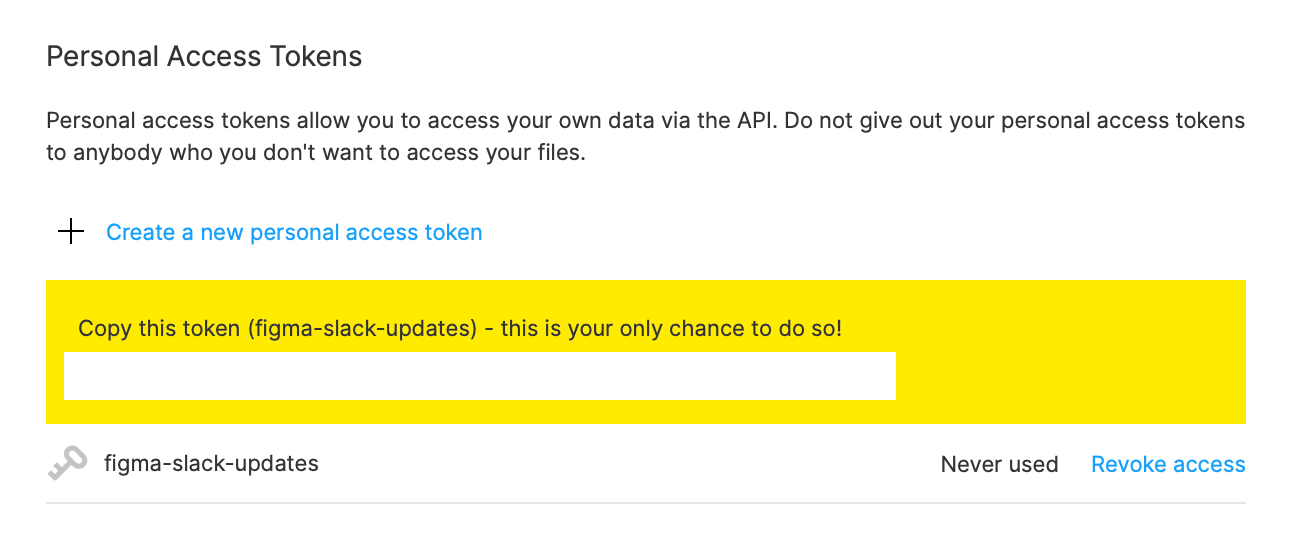 Personal Access Tokens
Personal access tokens allow you to access your own data via the API. Do not give out your personal access tokens
to anybody who you don't want to access your files.
Create a new personal access token
Copy this token (figma-slack-updates) - this is your only chance to do so!
figma-slack-updates
Never used
Revoke access